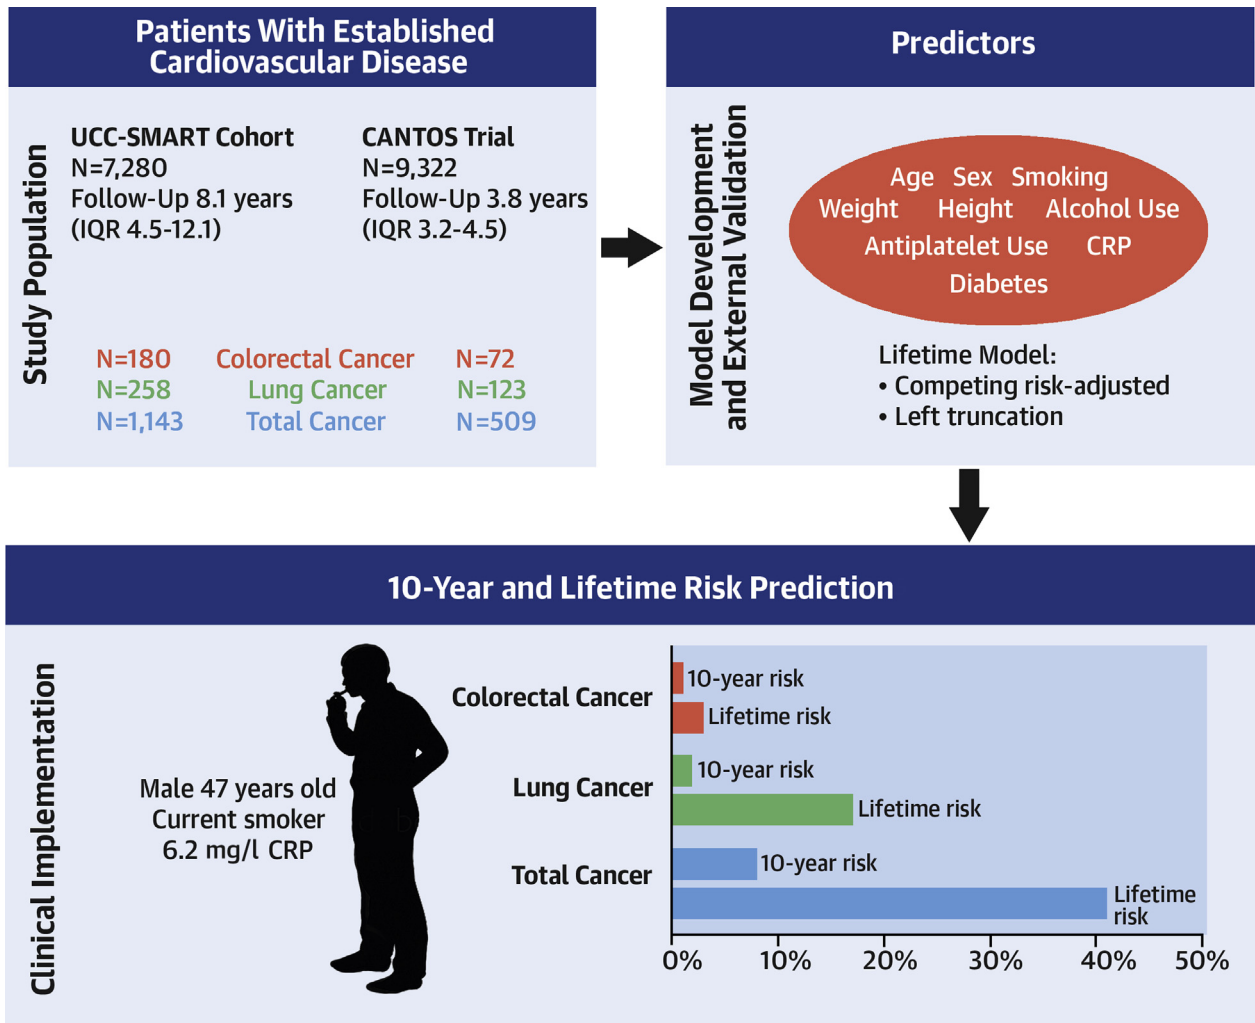 Patients With Established
Cardiovascular Disease
Study Population
UCC-SMART Cohort
N=7,280
Follow-Up 8.1 years
(IQR 4.5-12.1)
CANTOS Trial
N=9,322
Follow-Up 3.8 years
(IQR 3.2-4.5)
N=180 Colorectal Cancer N=72
N=258 Lung Cancer N=123
N=1,143 Total Cancer N=509
Predictors
Model Development
and External Validation
Age Sex Smoking
Weight Height Alcohol Use
Antiplatelet Use CRP
Diabetes
Lifetime Model:
• Competing risk-adjusted
• Left truncation
10-Year and Lifetime Risk Prediction
Clinical Implementation
Male 47 years old
Current smoker
6.2 mg/l CRP
Colorectal Cancer
10-year risk
Lifetime risk
Lung Cancer
10-year risk
Lifetime risk
Total Cancer
10-year risk
Lifetime
risk
0% 10% 20% 30% 40% 50%